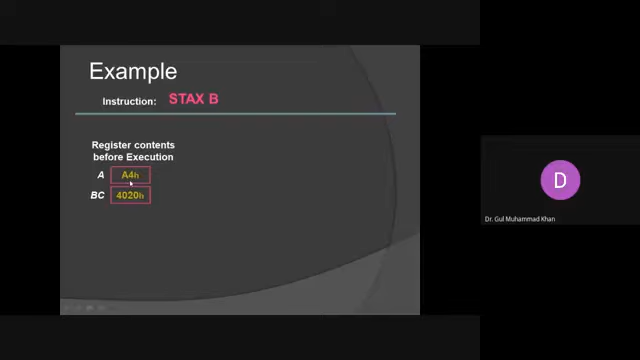 Example
Instruction: STAX B
Register contents
before Execution
A A4h
BC 4020h
D
Dr. Gul Muhammad Khan